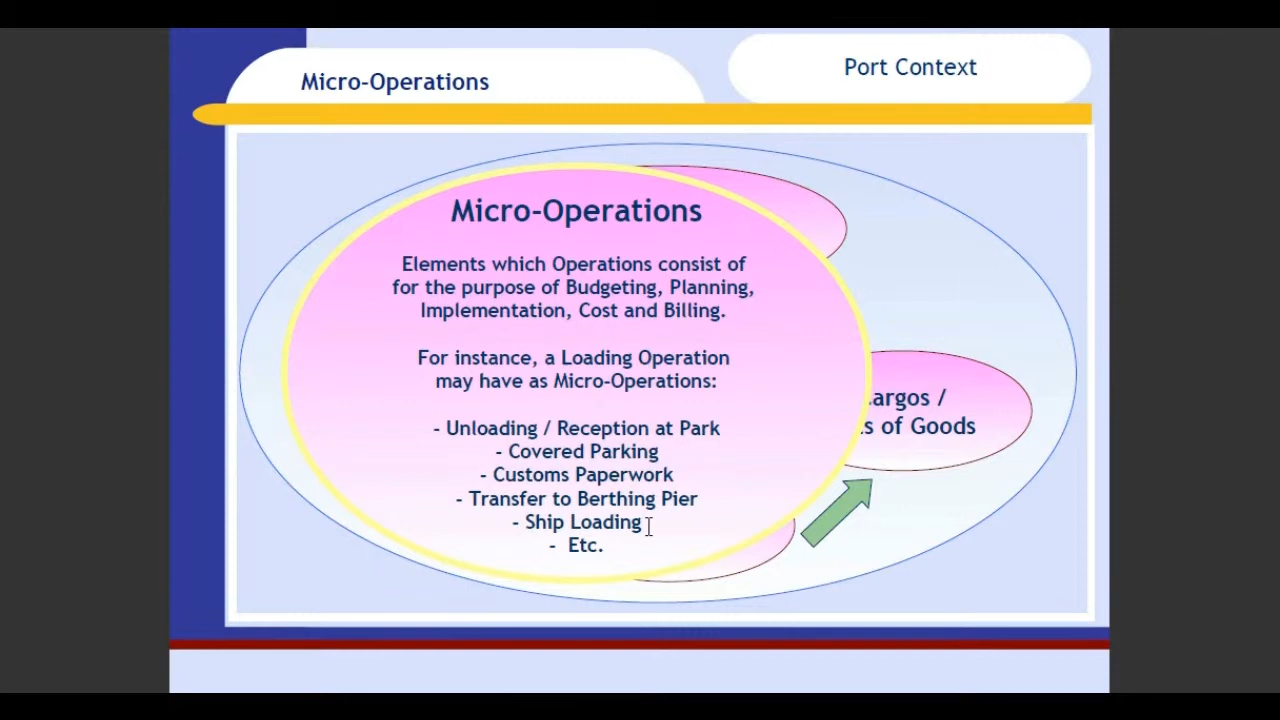 Micro-Operations
Port Context
Micro-Operations
Elements which Operations consist of
for the purpose of Budgeting, Planning,
Implementation, Cost and Billing.
For instance, a Loading Operation
may have as Micro-Operations:
- Unloading / Reception at Park
- Covered Parking
- Customs Paperwork
- Transfer to Berthing Pier
- Ship Loading
- Etc.
argos /
of Goods